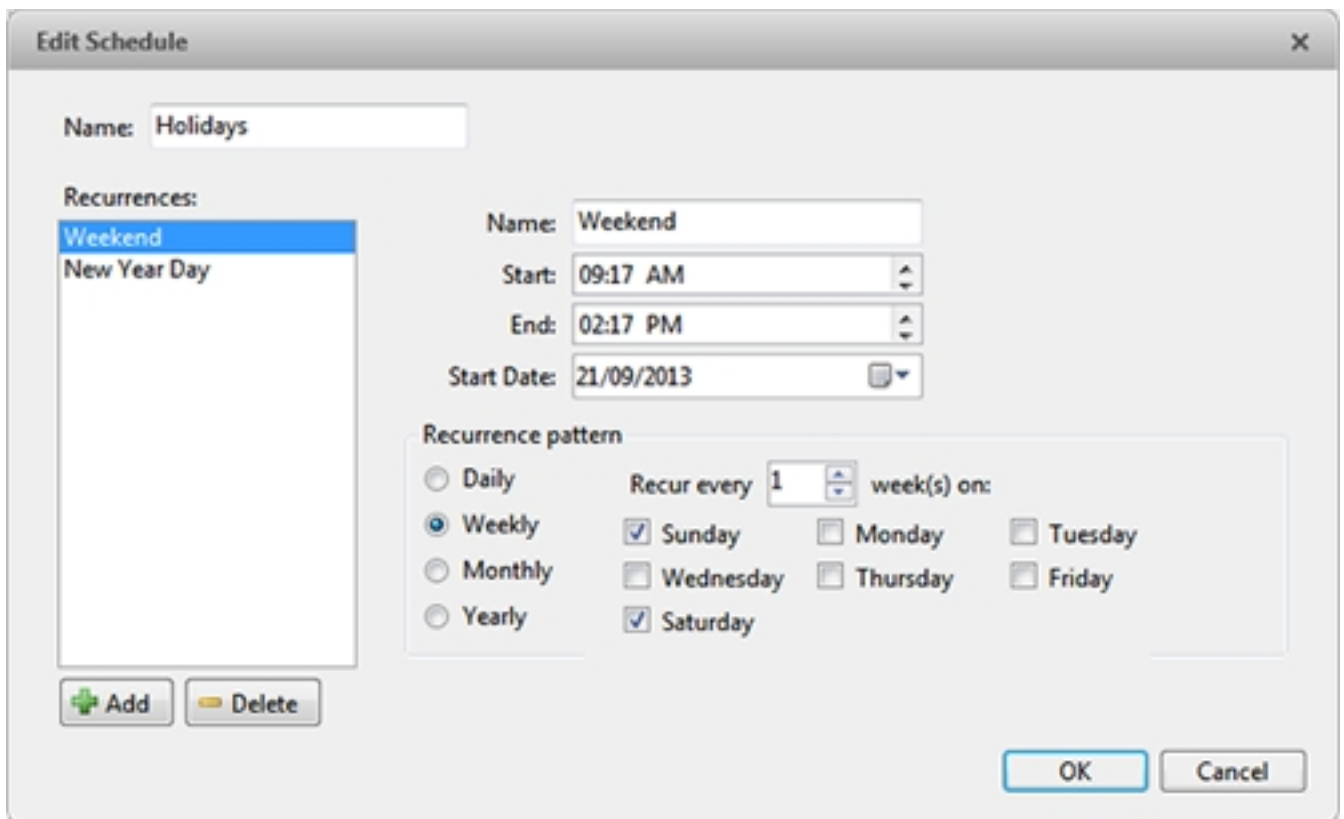 Edit Schedule
Name: Holidays
Recurrences:
Weekend
New Year Day
Name: Weekend
Start: 09:17 AM
End: 02:17 PM
Start Date: 21/09/2013
Recurrence pattern
Daily
Weekly
Monthly
Yearly
Recur every 1 week(s) on:
Sunday Monday Tuesday
Wednesday Thursday Friday
Saturday
Add Delete
OK Cancel